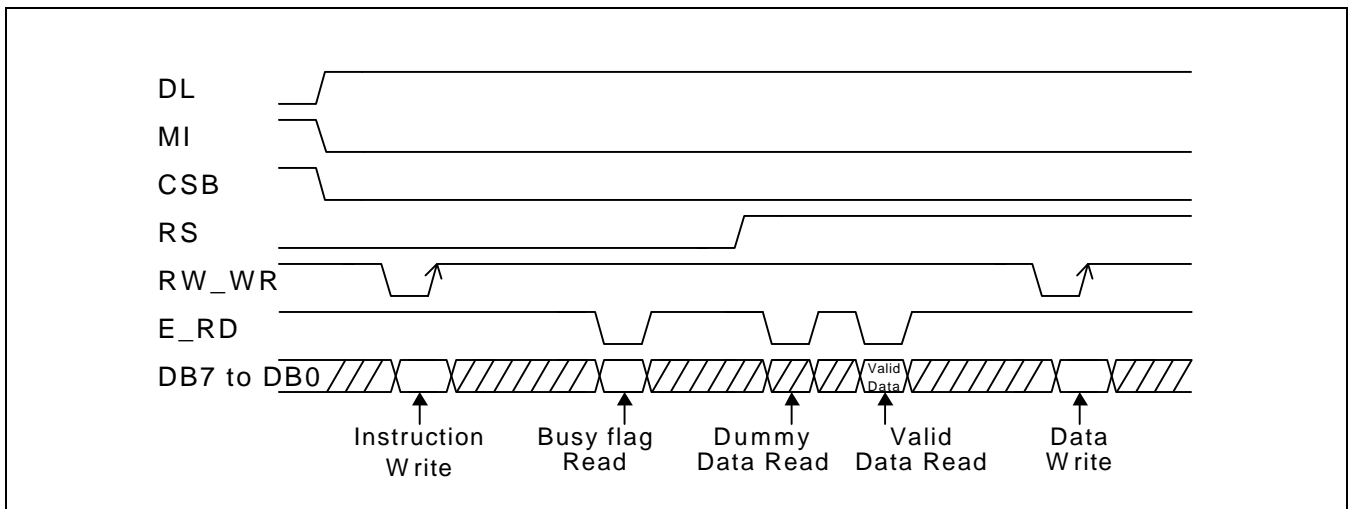 DL
MI
CSB
RS
RW_WR
E_RD
DB7 to DB0
Valid
Data
Instruction
Write
Busy flag
Read
Dummy
Data Read
Valid
Data Read
Data
Write